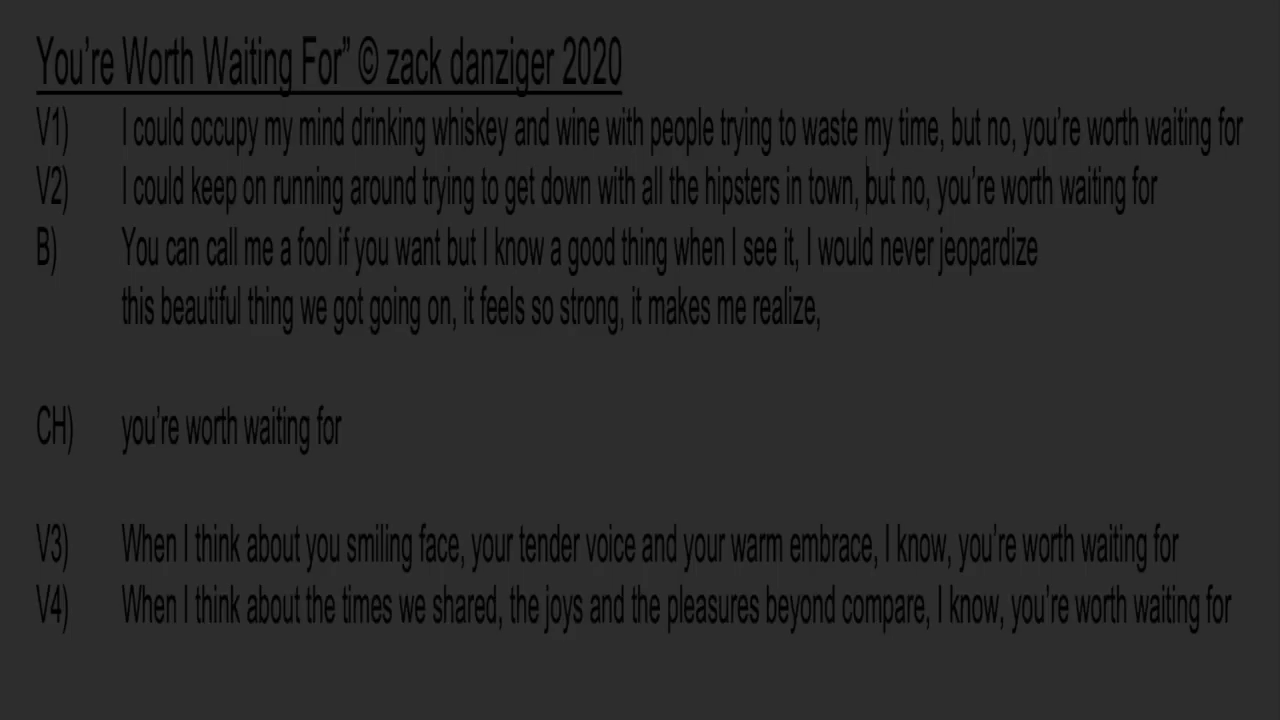 You’re Worth Waiting For” © zack danziger 2020
V1) I could occupy my mind drinking whiskey and wine with people trying to waste my time, but no, you’re worth waiting for
V2) I could keep on running around trying to get down with all the hipsters in town, but no, you’re worth waiting for
B) You can call me a fool if you want but I know a good thing when I see it, I would never jeopardize
this beautiful thing we got going on, it feels so strong, it makes me realize,
CH) you’re worth waiting for
V3) When I think about you smiling face, your tender voice and your warm embrace, I know, you’re worth waiting for
V4) When I think about the times we shared, the joys and the pleasures beyond compare, I know, you’re worth waiting for